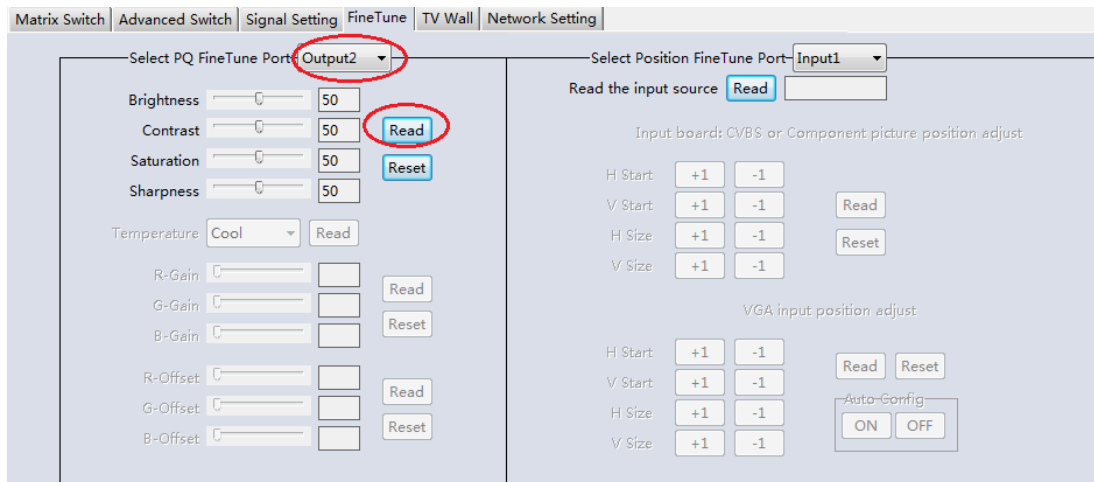 Matrix Switch Advanced Switch Signal Setting FineTune TV Wall Network Setting
Select PQ FineTune Port Output2
Brightness 50
Contrast 50 Read
Saturation 50 Reset
Sharpness 50
Temperature Cool Read
R-Gain Read
G-Gain
B-Gain Reset
R-Offset Read
G-Offset
B-Offset Reset
Select Position FineTune Port Input1
Read the input source Read
Input board: CVBS or Component picture position adjust
H Start +1 -1
V Start +1 -1 Read
H Size +1 -1 Reset
V Size +1 -1
VGA input position adjust
H Start +1 -1 Read Reset
V Start +1 -1
Auto Config
H Size +1 -1 ON OFF
V Size +1 -1